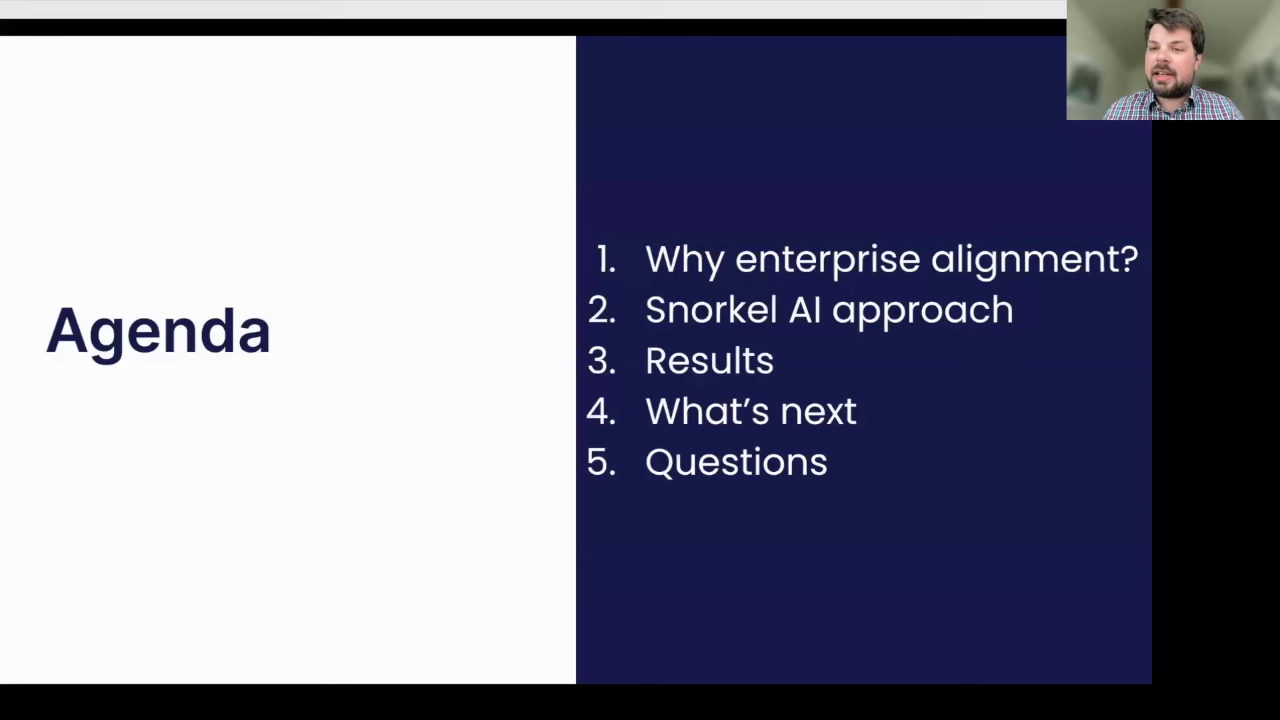 Agenda
1. Why enterprise alignment?
2. Snorkel AI approach
3. Results
4. What’s next
5. Questions